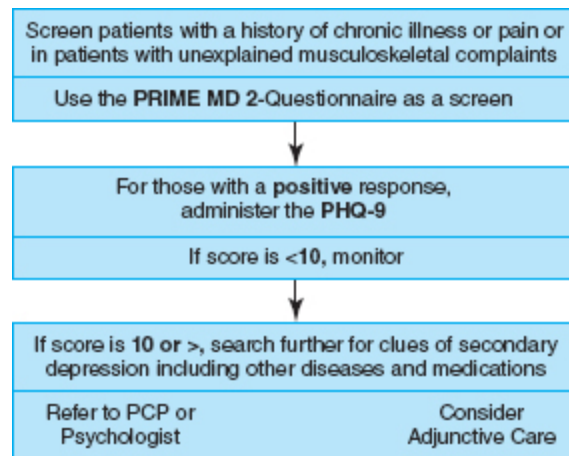 Screen patients with a history of chronic illness or pain or
in patients with unexplained musculoskeletal complaints
Use the PRIME MD 2-Questionnaire as a screen
For those with a positive response,
administer the PHQ-9
If score is <10, monitor
If score is 10 or >, search further for clues of secondary
depression including other diseases and medications
Refer to PCP or
Psychologist
Consider
Adjunctive Care